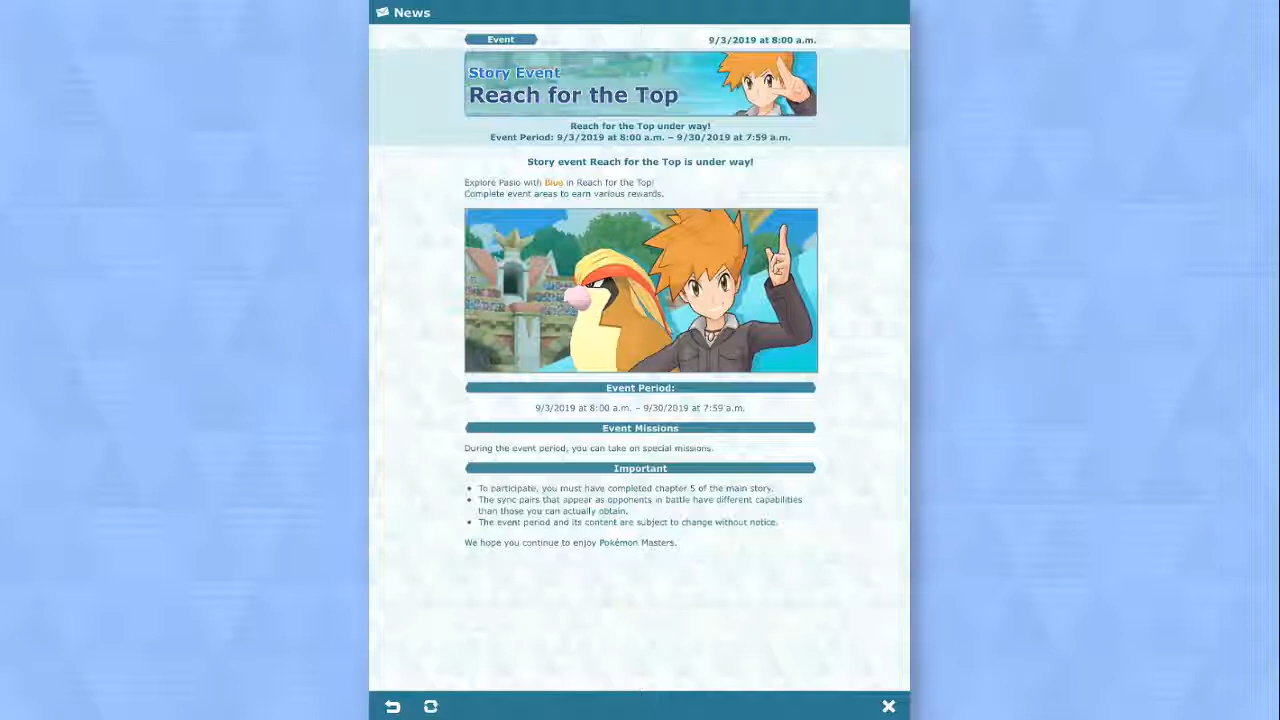 News
Event
9/3/2019 at 8:00 a.m.
Story Event
Reach for the Top
Reach for the Top under way!
Event Period: 9/3/2019 at 8:00 a.m. – 9/30/2019 at 7:59 a.m.
Story event Reach for the Top is under way!
Explore Pasio with Blue in Reach for the Top!
Complete event areas to earn various rewards.
Event Period:
9/3/2019 at 8:00 a.m. – 9/30/2019 at 7:59 a.m.
Event Missions
During the event period, you can take on special missions.
Important
• To participate, you must have completed chapter 5 of the main story.
• The sync pairs that appear as opponents in battle have different capabilities
than those you can actually obtain.
• The event period and its content are subject to change without notice.
We hope you continue to enjoy Pokémon Masters.